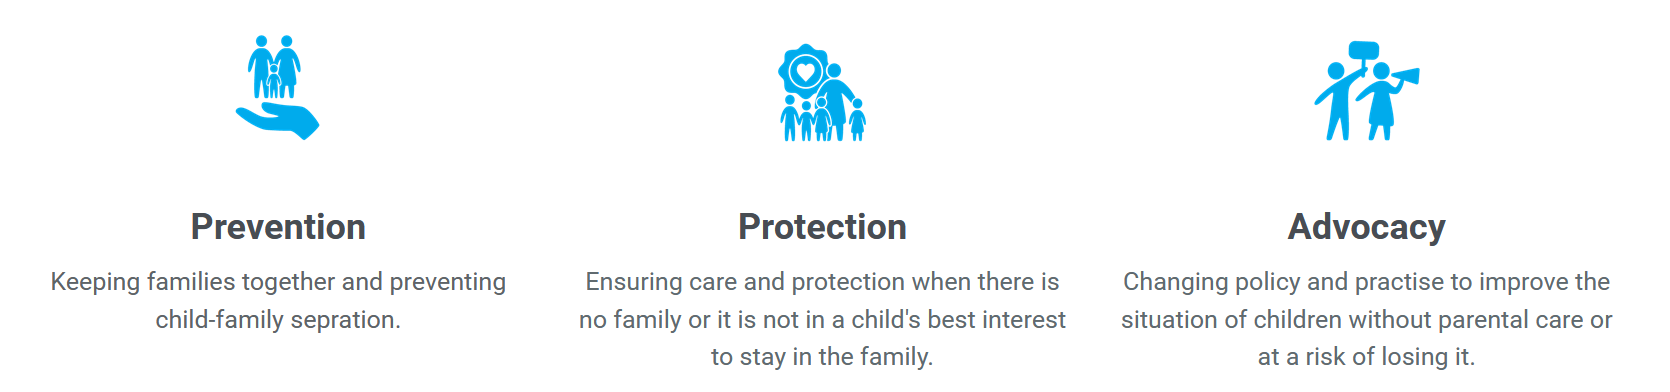 Prevention
Keeping families together and preventing
child-family sepration.
Protection
Ensuring care and protection when there is
no family or it is not in a child's best interest
to stay in the family.
Advocacy
Changing policy and practise to improve the
situation of children without parental care or
at a risk of losing it.